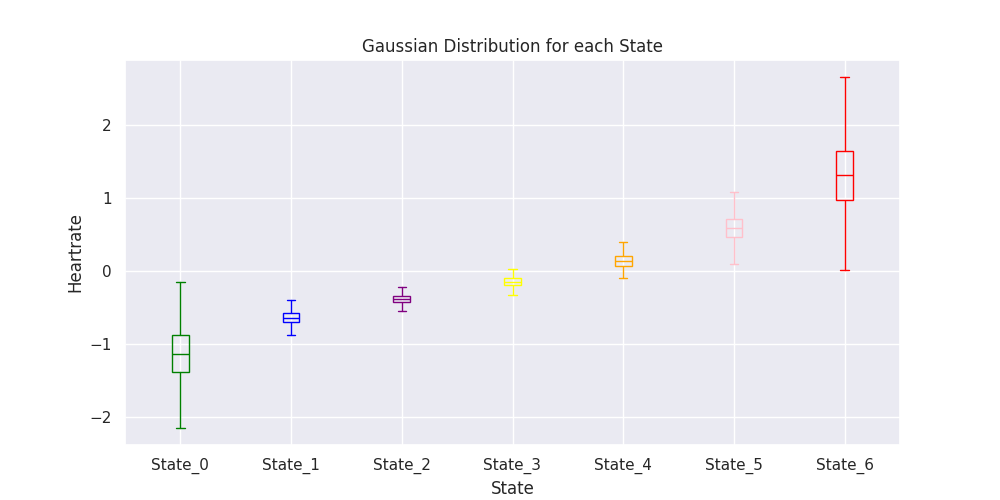 Gaussian Distribution for each State
Heartrate
2
1
0
−1
−2
State_0 State_1 State_2 State_3 State_4 State_5 State_6
State